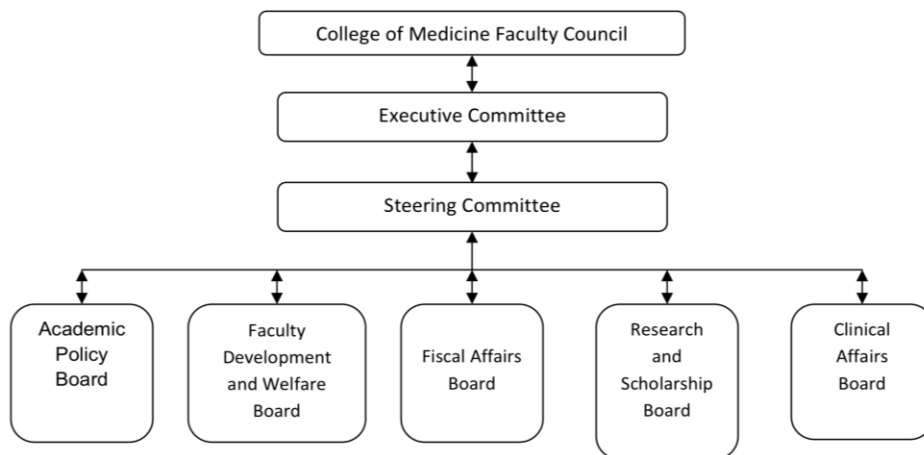 College of Medicine Faculty Council
Executive Committee
Steering Committee
Academic
Policy
Board
Faculty
Development
and Welfare
Board
Fiscal Affairs
Board
Research
and
Scholarship
Board
Clinical
Affairs
Board